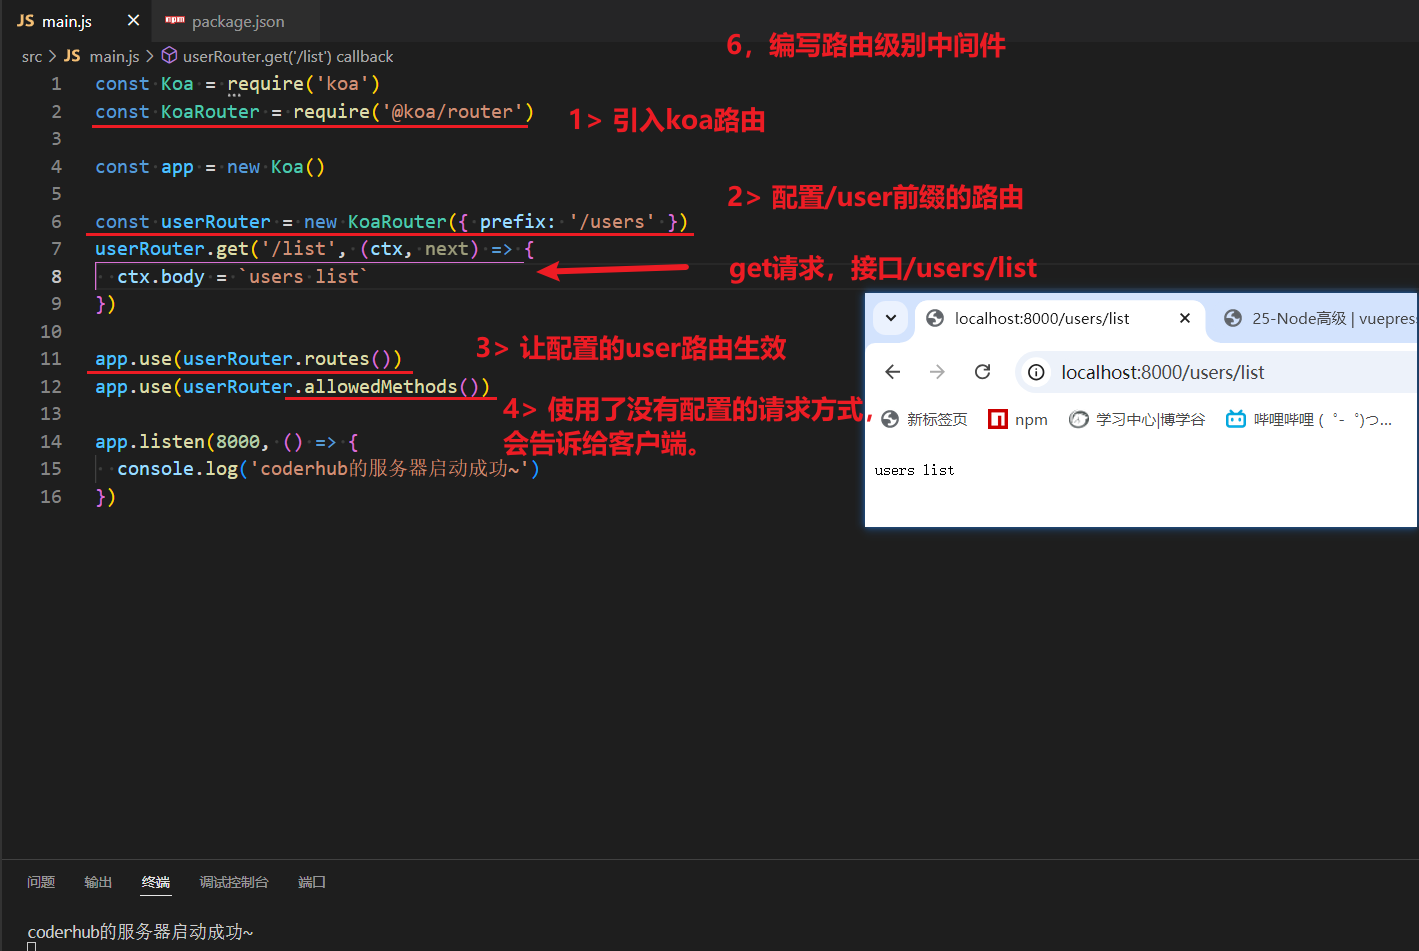 JS main.js × npm package.json
src > JS main.js > userRouter.get('/list') callback
6，编写路由级别中间件
1 const Koa = require('koa')
2 const KoaRouter = require('@koa/router')
1> 引入koa路由
3
4 const app = new Koa()
5
2> 配置/user前缀的路由
6 const userRouter = new KoaRouter({ prefix: '/users' })
7 userRouter.get('/list', (ctx, next) => {
8 ctx.body = `users list`
get请求，接口/users/list
9 })
10
11 app.use(userRouter.routes())
3> 让配置的user路由生效
12 app.use(userRouter.allowedMethods())
4> 使用了没有配置的请求方式，
会告诉给客户端。
13
14 app.listen(8000, () => {
15 console.log('coderhub的服务器启动成功~')
16 })
localhost:8000/users/list × 25-Node高级 | vuepres
localhost:8000/users/list
新标签页 npm 学习中心|博学谷 哔哩哔哩 (゜-゜)つ...
users list
问题 输出 终端 调试控制台 端口
coderhub的服务器启动成功~